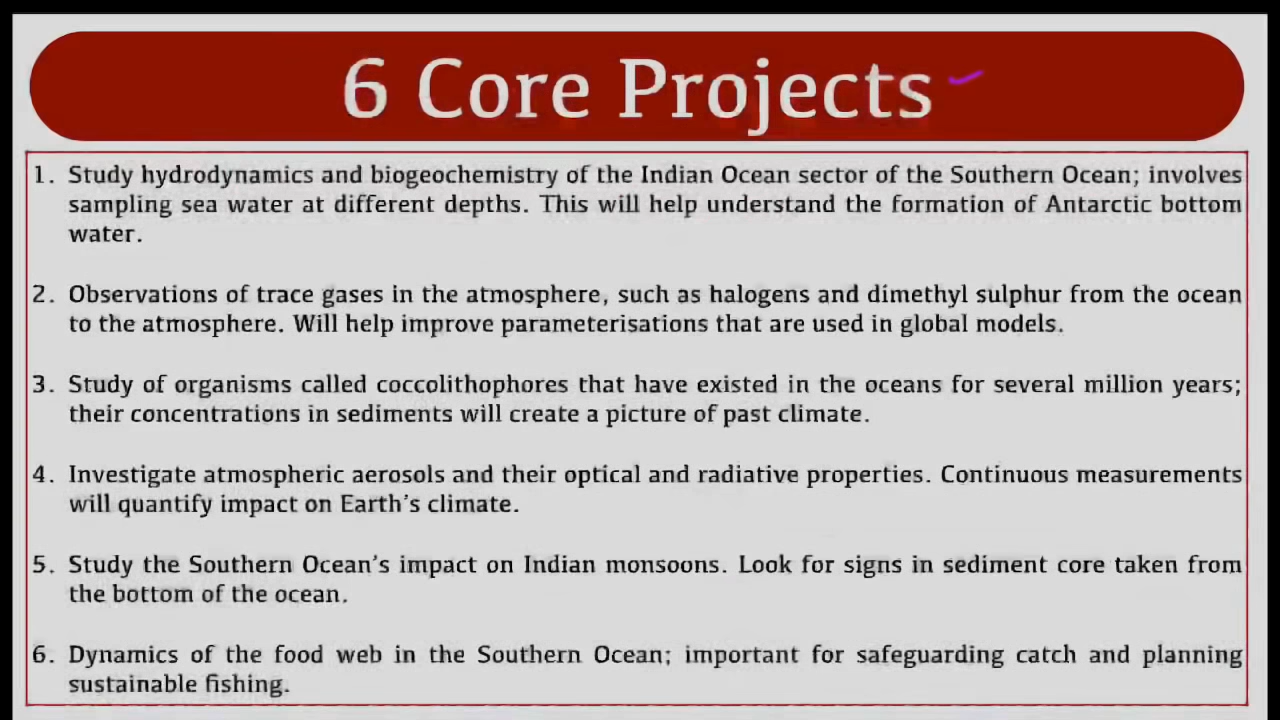 6 Core Projects
1. Study hydrodynamics and biogeochemistry of the Indian Ocean sector of the Southern Ocean; involves
sampling sea water at different depths. This will help understand the formation of Antarctic bottom
water.
2. Observations of trace gases in the atmosphere, such as halogens and dimethyl sulphur from the ocean
to the atmosphere. Will help improve parameterisations that are used in global models.
3. Study of organisms called coccolithophores that have existed in the oceans for several million years;
their concentrations in sediments will create a picture of past climate.
4. Investigate atmospheric aerosols and their optical and radiative properties. Continuous measurements
will quantify impact on Earth’s climate.
5. Study the Southern Ocean’s impact on Indian monsoons. Look for signs in sediment core taken from
the bottom of the ocean.
6. Dynamics of the food web in the Southern Ocean; important for safeguarding catch and planning
sustainable fishing.